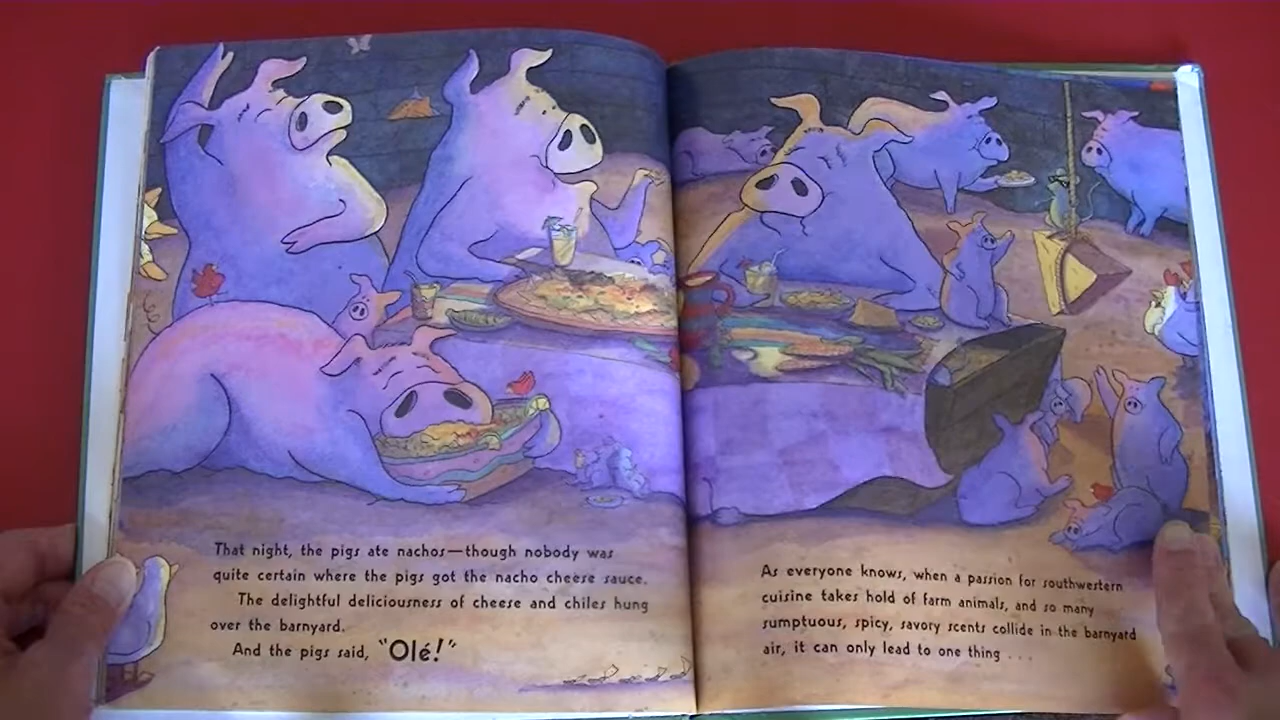 That night, the pigs ate nachos—though nobody was
quite certain where the pigs got the nacho cheese sauce.
The delightful deliciousness of cheese and chiles hung
over the barnyard.
And the pigs said, "Olé!"
As everyone knows, when a passion for southwestern
cuisine takes hold of farm animals, and so many
sumptuous, spicy, savory scents collide in the barnyard
air, it can only lead to one thing . . .